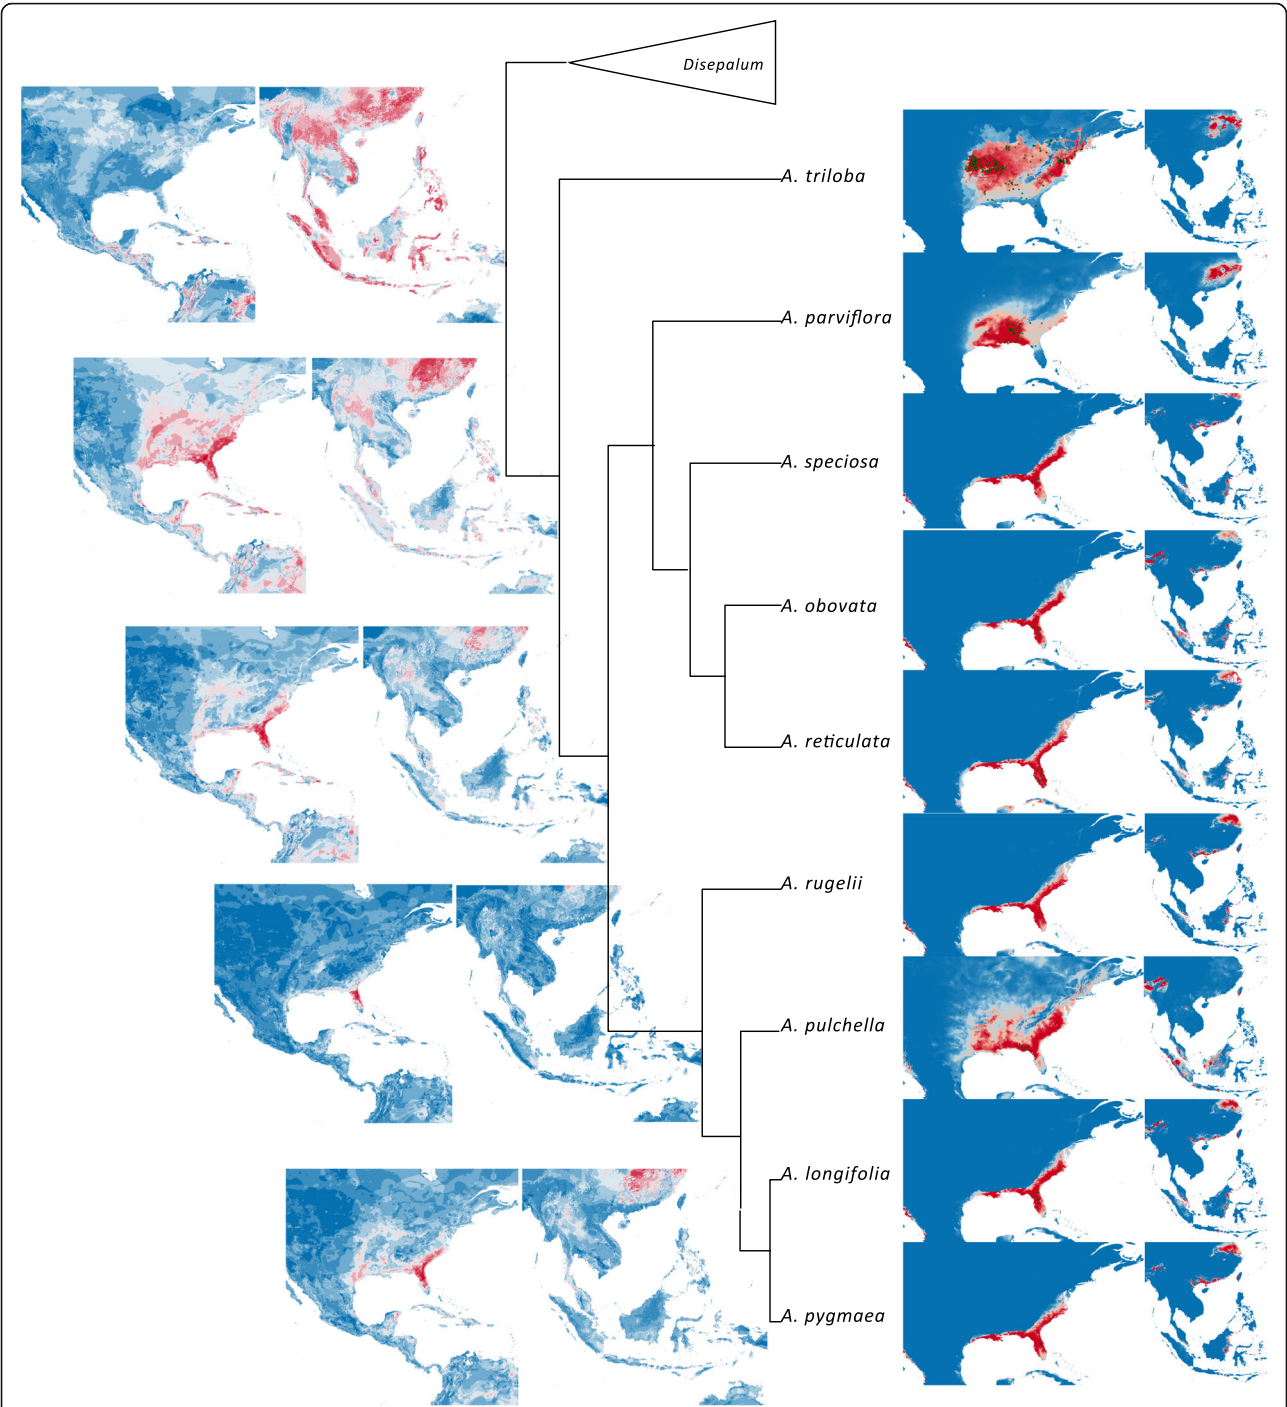 Disepalum
A. triloba
A. parviflora
A. speciosa
A. obovata
A. reticulata
A. rugelii
A. pulchella
A. longifolia
A. pygmaea